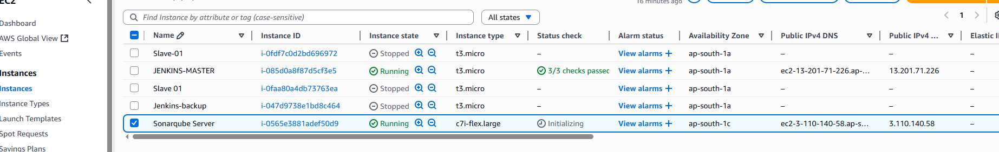 EC2
16 minutes ago
Find Instance by attribute or tag (case-sensitive)
All states
1
Dashboard
AWS Global View
Events
Instances
Instances
Instance Types
Launch Templates
Spot Requests
Savings Plans
Name Instance ID Instance state Instance type Status check Alarm status Availability Zone Public IPv4 DNS Public IPv4 ... Elastic
Slave-01 i-0fdf7c0d2bd696972 Stopped t3.micro – View alarms + ap-south-1a – – –
JENKINS-MASTER i-085d0a8f87d5cf3e5 Running t3.micro 3/3 checks passed View alarms + ap-south-1a ec2-13-201-71-226.ap-... 13.201.71.226 –
Slave 01 i-0faa80a4db73763ea Stopped t3.micro – View alarms + ap-south-1a – – –
Jenkins-backup i-047d9738e1bd8c464 Stopped t3.micro – View alarms + ap-south-1a – – –
Sonarqube Server i-0565e3881adef50d9 Running c7i-flex.large Initializing View alarms + ap-south-1c ec2-3-110-140-58.ap-s... 3.110.140.58 –